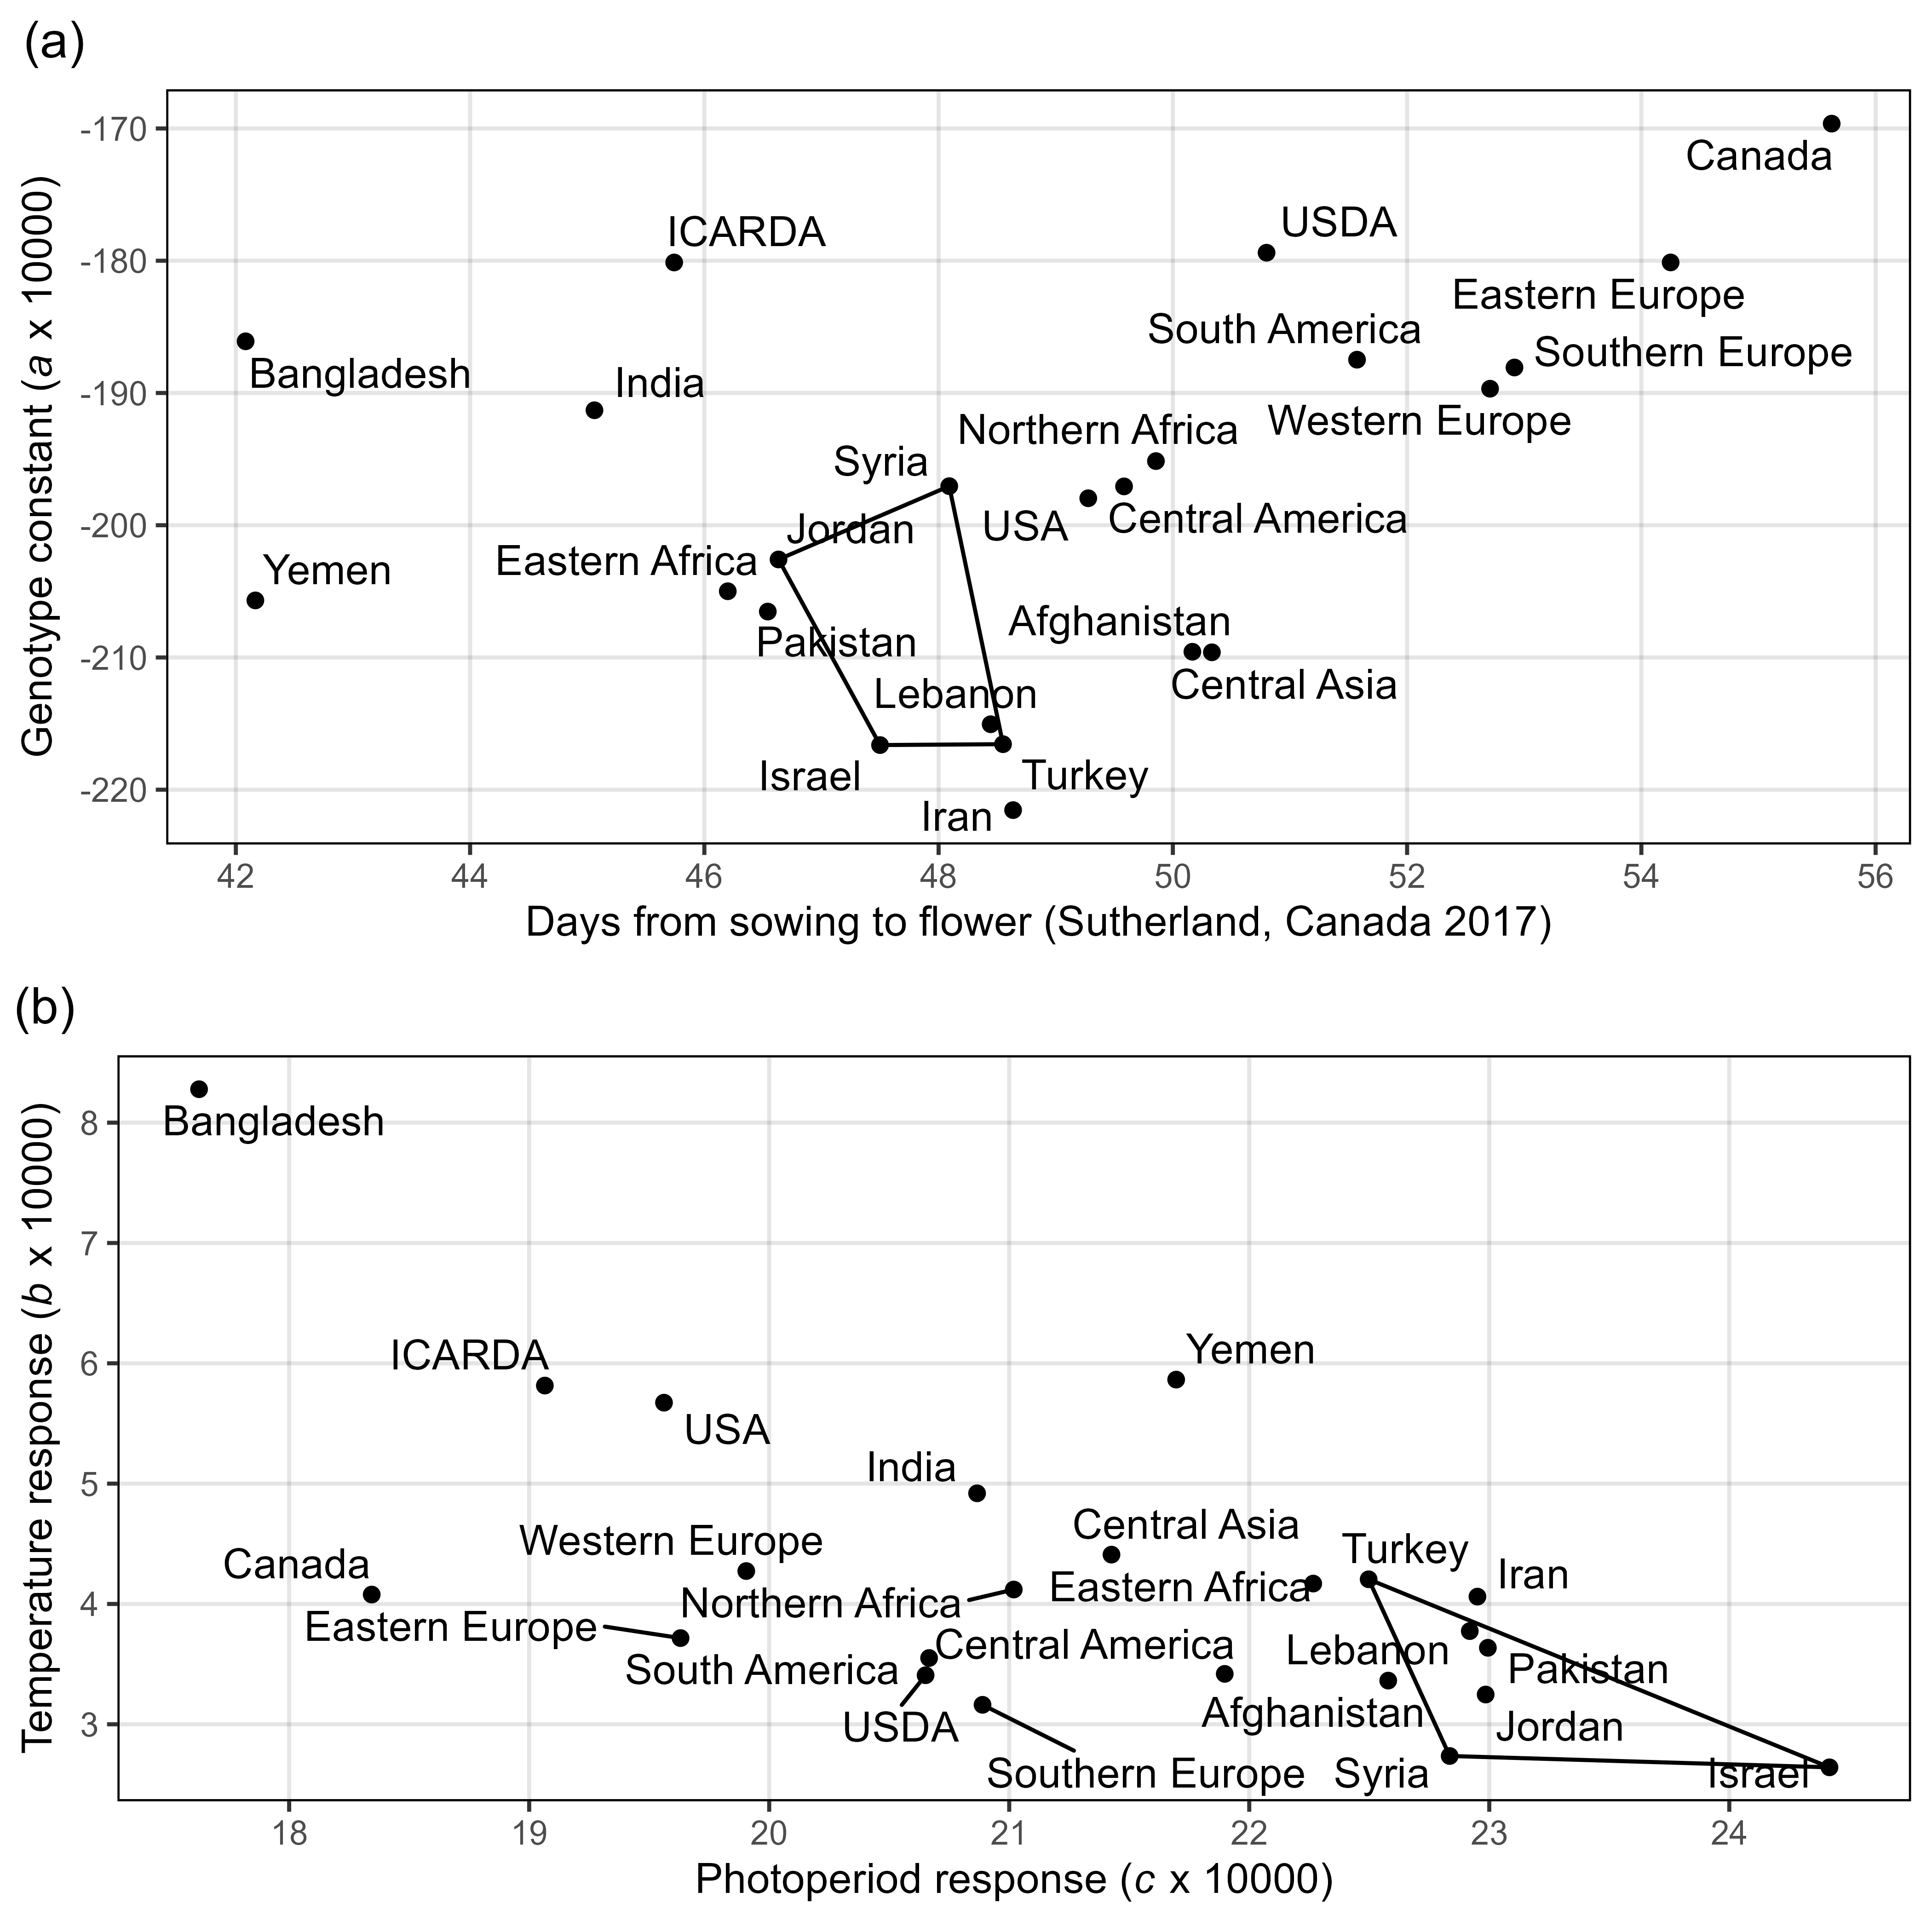 (a)
Genotype constant (a x 10000)
-170
-180
-190
-200
-210
-220
Canada
ICARDA
USDA
Eastern Europe
South America
Southern Europe
Bangladesh
India
Western Europe
Northern Africa
Syria
USA
Central America
Jordan
Eastern Africa
Yemen
Afghanistan
Pakistan
Central Asia
Lebanon
Israel
Turkey
Iran
42
44
46
48
50
52
54
56
Days from sowing to flower (Sutherland, Canada 2017)
(b)
Temperature response (b x 10000)
8
7
6
5
4
3
Bangladesh
ICARDA
Yemen
USA
India
Central Asia
Western Europe
Turkey
Canada
Iran
Northern Africa
Eastern Africa
Eastern Europe
Central America
Lebanon
South America
Pakistan
Afghanistan
USDA
Jordan
Southern Europe
Syria
Israel
18
19
20
21
22
23
24
Photoperiod response (c x 10000)